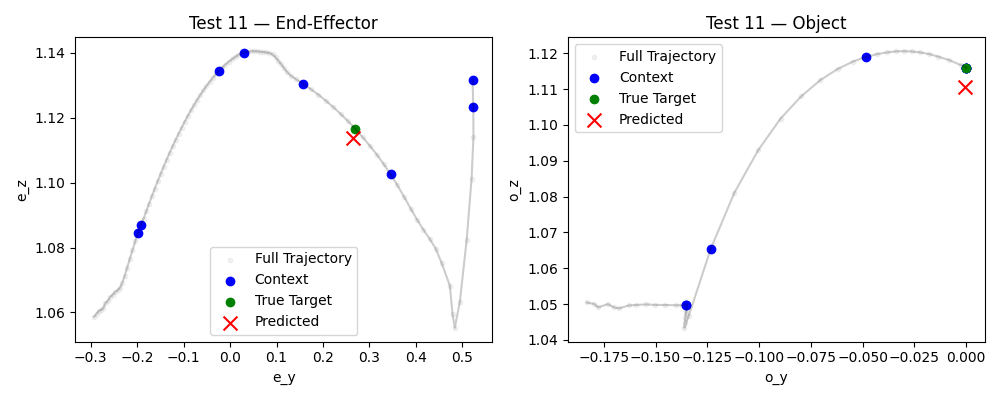 Test 11 — End-Effector
1.14
1.12
1.10
1.08
1.06
e_z
−0.3 −0.2 −0.1 0.0 0.1 0.2 0.3 0.4 0.5
e_y
Full Trajectory
Context
True Target
Predicted
Test 11 — Object
1.12
1.11
1.10
1.09
1.08
1.07
1.06
1.05
1.04
o_z
−0.175 −0.150 −0.125 −0.100 −0.075 −0.050 −0.025 0.000
o_y
Full Trajectory
Context
True Target
Predicted